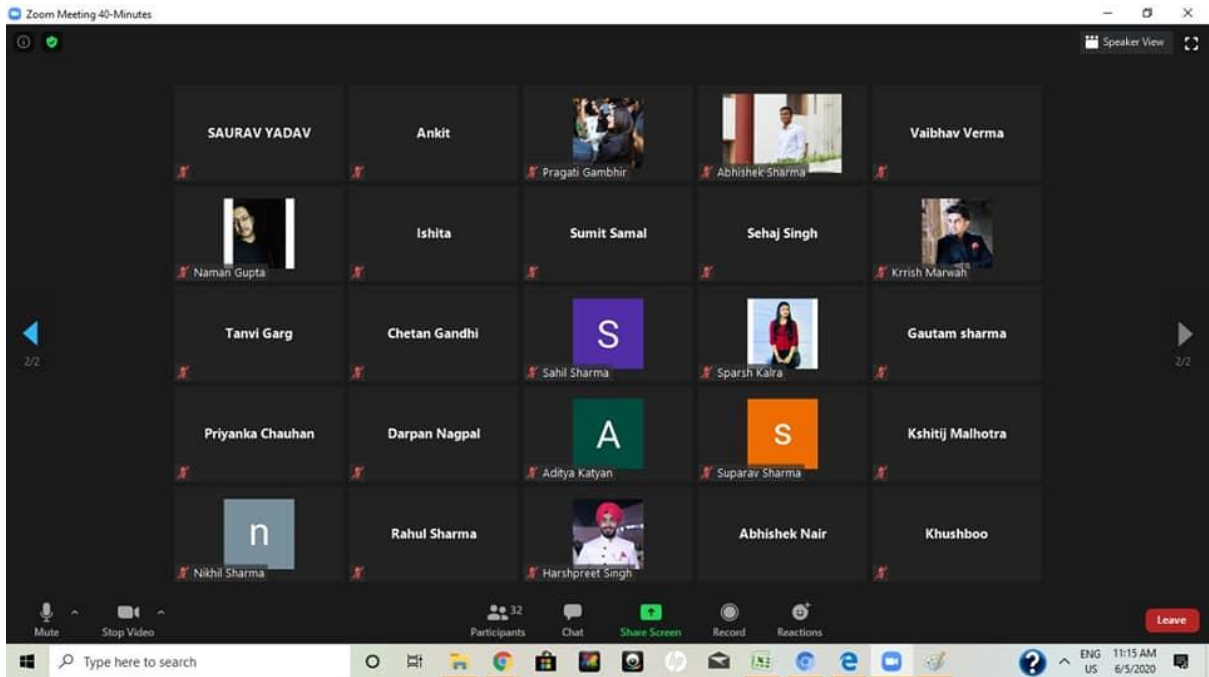 Zoom Meeting 40-Minutes
Speaker View
SAURAV YADAV
Ankit
Pragati Gambhir
Abhishek Sharma
Vaibhav Verma
Naman Gupta
Ishita
Sumit Samal
Sehaj Singh
Krrish Marwah
2/2
Tanvi Garg
Chetan Gandhi
S
Sahil Sharma
Sparsh Kalra
Gautam sharma
2/2
Priyanka Chauhan
Darpan Nagpal
A
Aditya Katyan
S
Suparav Sharma
Kshitij Malhotra
n
Nikhil Sharma
Rahul Sharma
Harshpreet Singh
Abhishek Nair
Khushboo
Mute
Stop Video
32
Participants
Chat
Share Screen
Record
Reactions
Leave
Type here to search
ENG
US
11:15 AM
6/5/2020